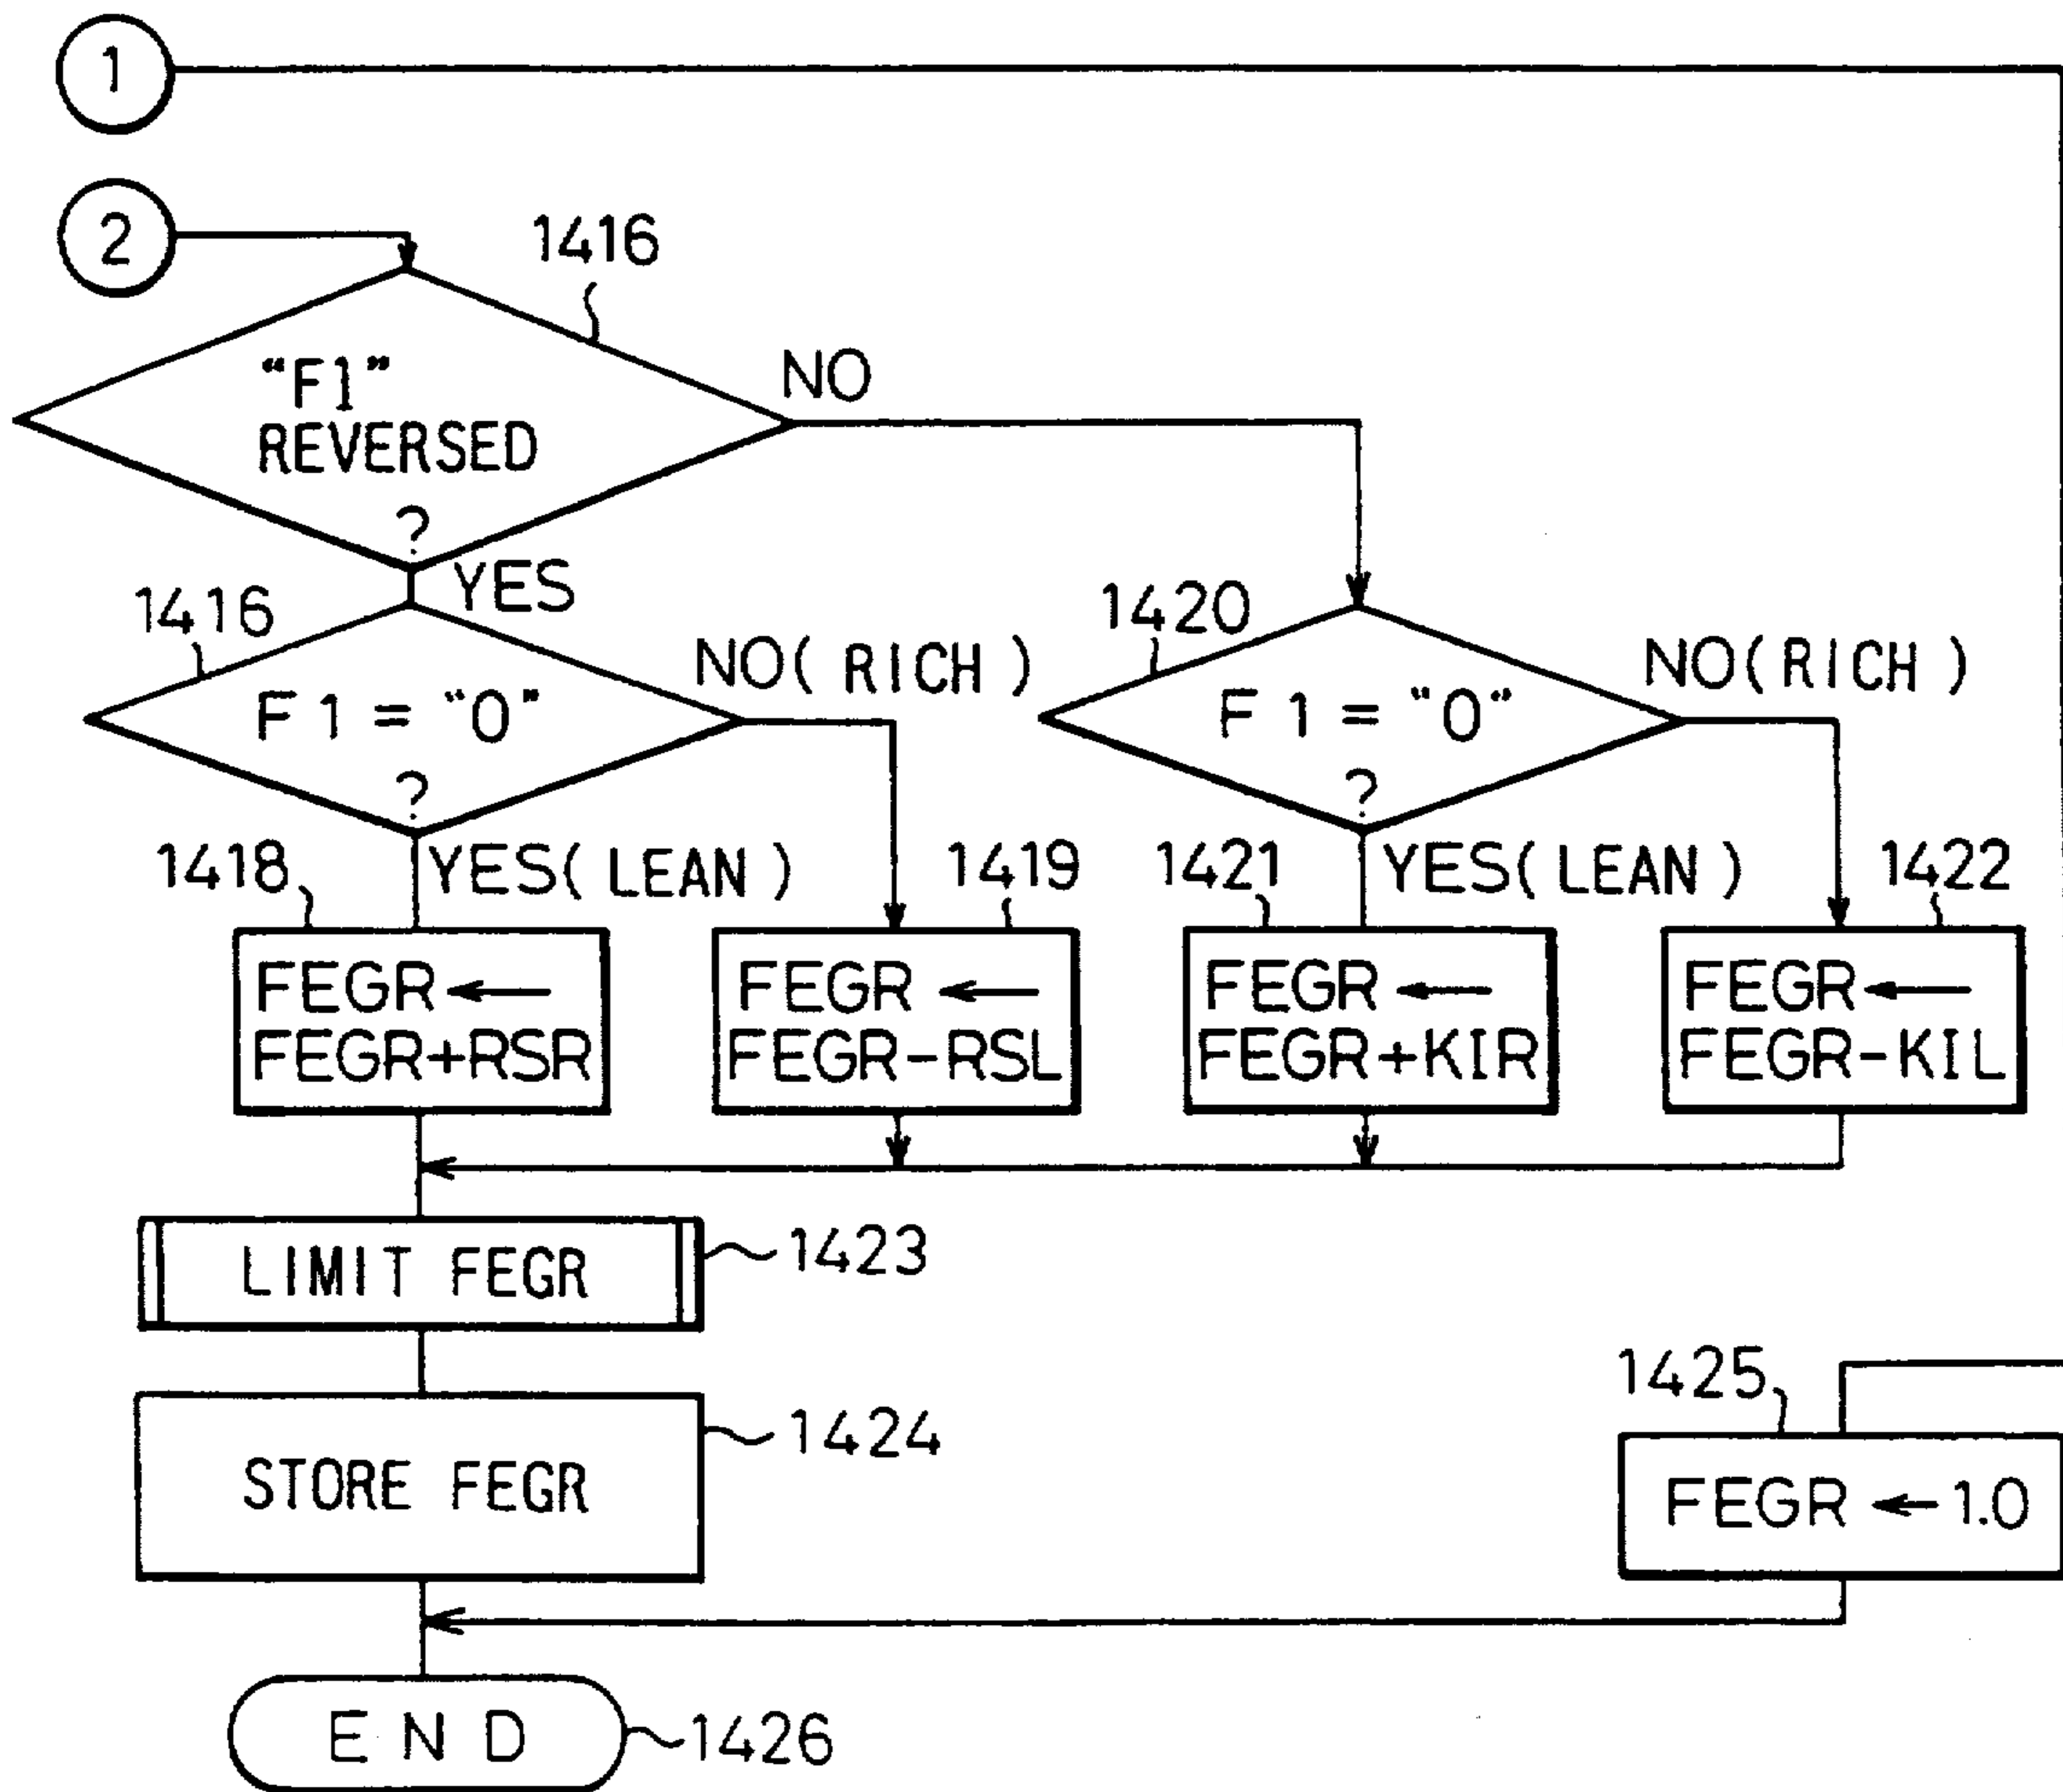 1
2
1416
"F1"
REVERSED
?
NO
YES
1416
F1="0"
?
NO(RICH)
1420
F1="0"
?
NO(RICH)
1418
YES(LEAN)
1419
1421
YES(LEAN)
1422
FEGR←
FEGR+RSR
FEGR←
FEGR-RSL
FEGR←
FEGR+KIR
FEGR←
FEGR-KIL
LIMIT FEGR
1423
STORE FEGR
1424
1425
FEGR←1.0
END
1426